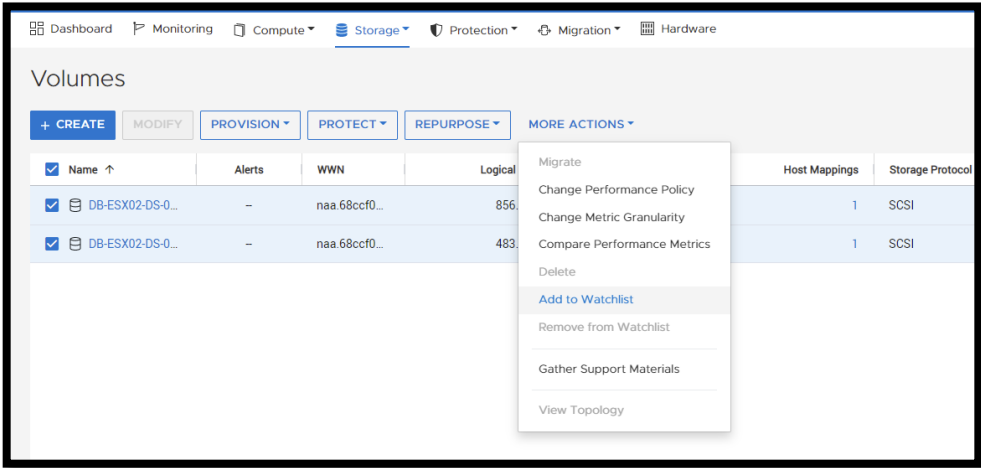 Dashboard Monitoring Compute Storage Protection Migration Hardware
Volumes
+ CREATE MODIFY PROVISION PROTECT REPURPOSE MORE ACTIONS
Name ↑ Alerts WWN Logical Host Mappings Storage Protocol
DB-ESX02-DS-0... -- naa.68ccf0... 856. 1 SCSI
DB-ESX02-DS-0... -- naa.68ccf0... 483. 1 SCSI
Migrate
Change Performance Policy
Change Metric Granularity
Compare Performance Metrics
Delete
Add to Watchlist
Remove from Watchlist
Gather Support Materials
View Topology